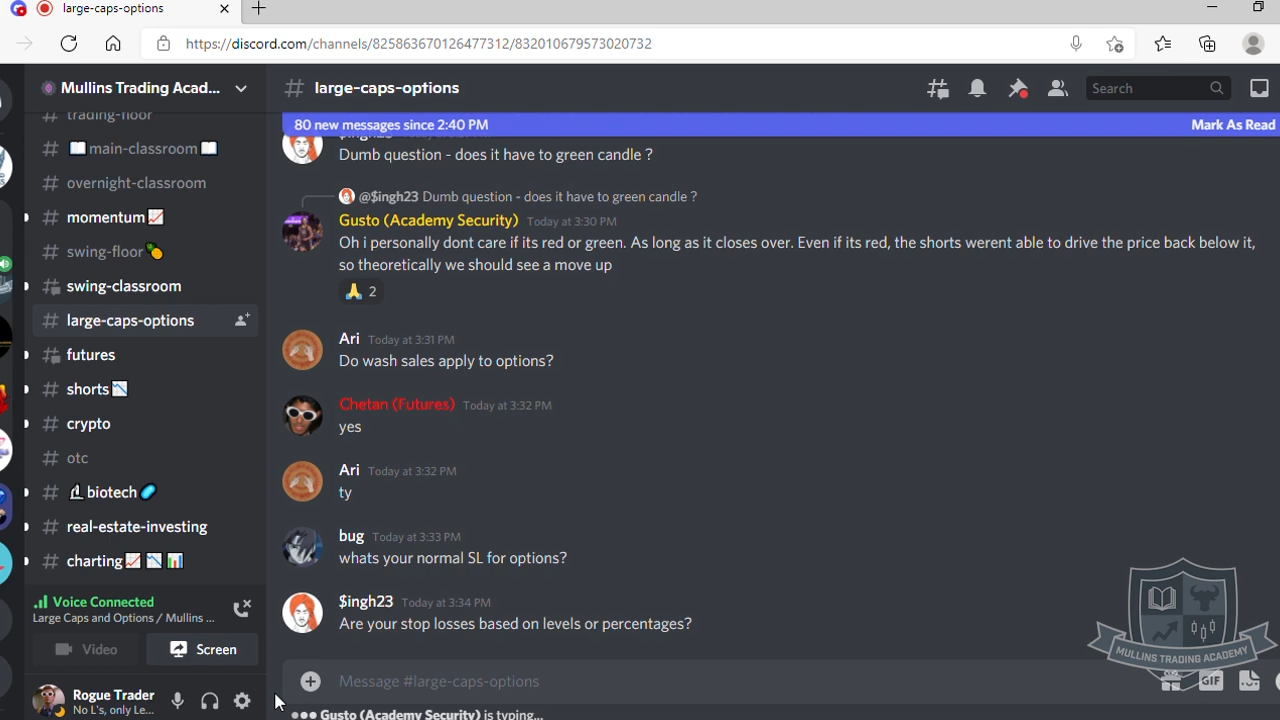 large-caps-options
https://discord.com/channels/825863670126477312/832010679573020732
Mullins Trading Acad...
large-caps-options
Search
80 new messages since 2:40 PM
Mark As Read
trading-floor
main-classroom
overnight-classroom
momentum
swing-floor
swing-classroom
large-caps-options
futures
shorts
crypto
otc
biotech
real-estate-investing
charting
Voice Connected
Large Caps and Options / Mullins ...
Video
Screen
Rogue Trader
No L's, only Le...
$ingh23
Dumb question - does it have to green candle ?
@$ingh23 Dumb question - does it have to green candle ?
Gusto (Academy Security) Today at 3:30 PM
Oh i personally dont care if its red or green. As long as it closes over. Even if its red, the shorts werent able to drive the price back below it,
so theoretically we should see a move up
2
Ari Today at 3:31 PM
Do wash sales apply to options?
Chetan (Futures) Today at 3:32 PM
yes
Ari Today at 3:32 PM
ty
bug Today at 3:33 PM
whats your normal SL for options?
$ingh23 Today at 3:34 PM
Are your stop losses based on levels or percentages?
Message #large-caps-options
GIF
Gusto (Academy Security) is typing...
MULLINS TRADING ACADEMY